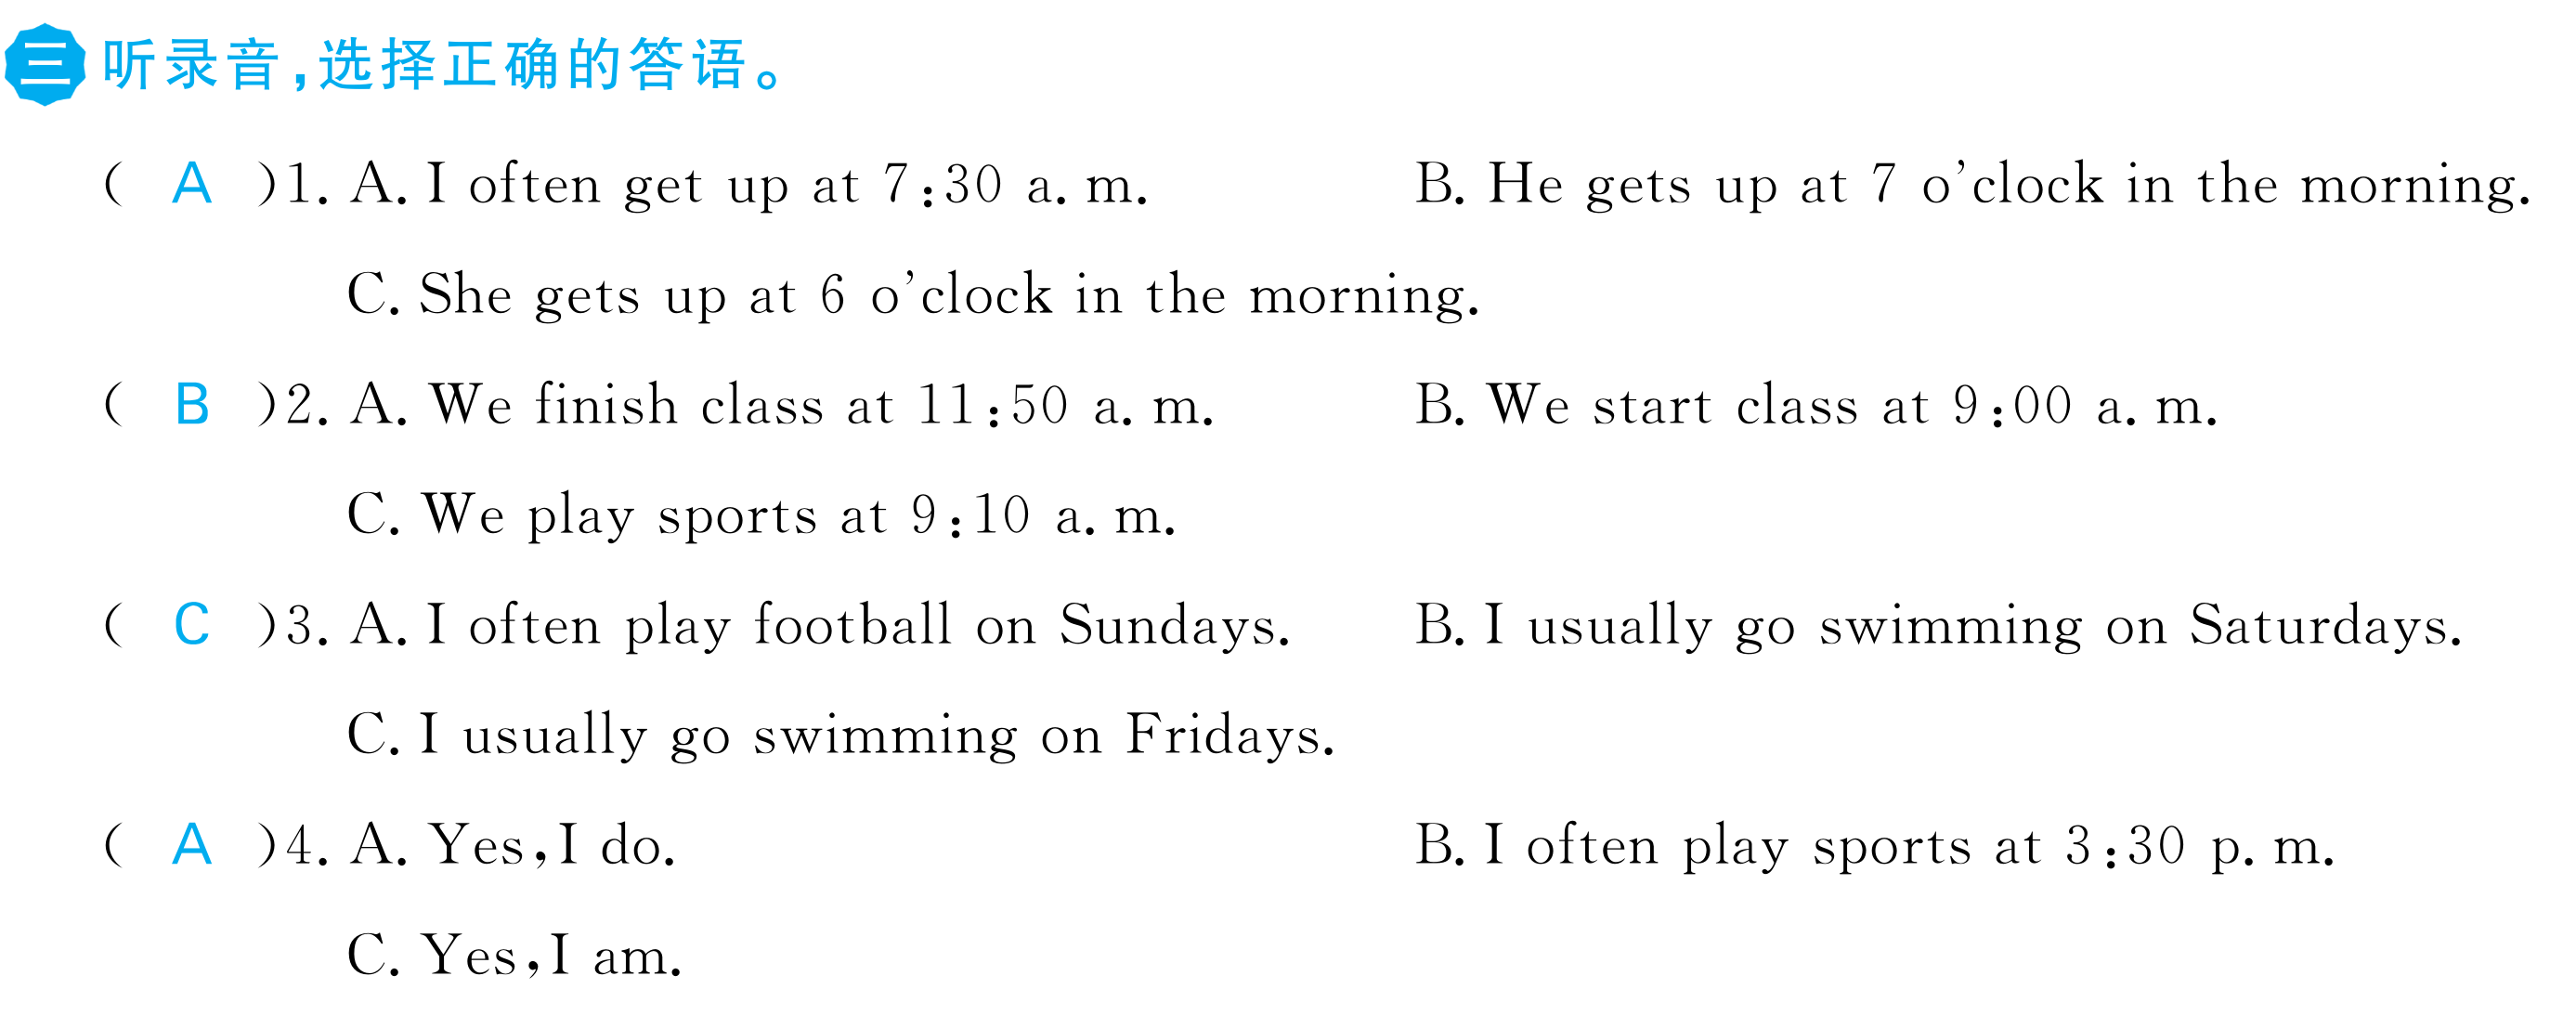 三 听录音,选择正确的答语。
( A )1. A. I often get up at 7:30 a. m. B. He gets up at 7 o’clock in the morning.
C. She gets up at 6 o’clock in the morning.
( B )2. A. We finish class at 11:50 a. m. B. We start class at 9:00 a. m.
C. We play sports at 9:10 a. m.
( C )3. A. I often play football on Sundays. B. I usually go swimming on Saturdays.
C. I usually go swimming on Fridays.
( A )4. A. Yes,I do. B. I often play sports at 3:30 p. m.
C. Yes,I am.